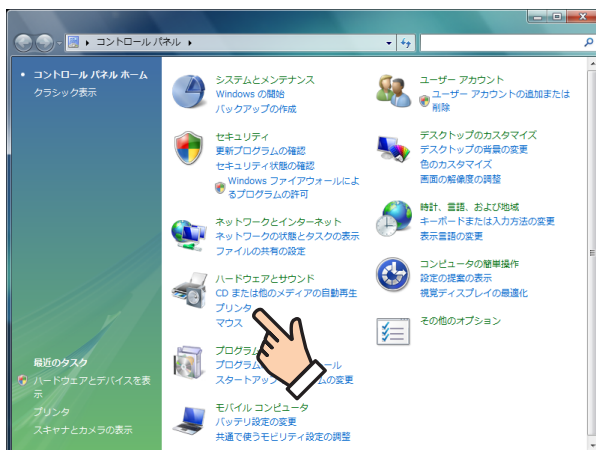 コントロール パネル
コントロール パネル ホーム
クラシック表示
システムとメンテナンス
Windows の開始
バックアップの作成
セキュリティ
更新プログラムの確認
セキュリティ状態の確認
Windows ファイアウォールによ
るプログラムの許可
ネットワークとインターネット
ネットワークの状態とタスクの表示
ファイルの共有の設定
ハードウェアとサウンド
CD または他のメディアの自動再生
プリンタ
マウス
プログラム
プログラム
ール
スタートアップ
ムの変更
モバイル コンピュータ
バッテリ設定の変更
共通で使うモビリティ設定の調整
ユーザー アカウント
ユーザー アカウントの追加または
削除
デスクトップのカスタマイズ
デスクトップの背景の変更
色のカスタマイズ
画面の解像度の調整
時計、言語、および地域
キーボードまたは入力方法の変更
表示言語の変更
コンピュータの簡単操作
設定の提案の表示
視覚ディスプレイの最適化
その他のオプション
最近のタスク
ハードウェアとデバイスを表
示
プリンタ
スキャナとカメラの表示